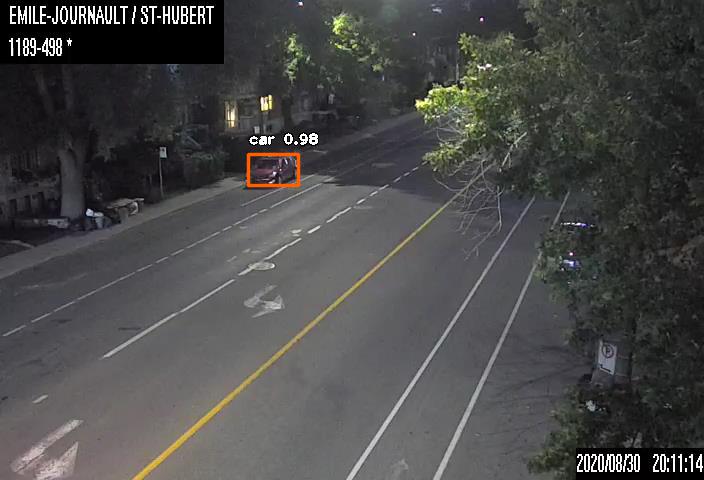 EMILE-JOURNAULT / ST-HUBERT
1189-498 *
car 0.98
P
2020/08/30 20:11:14